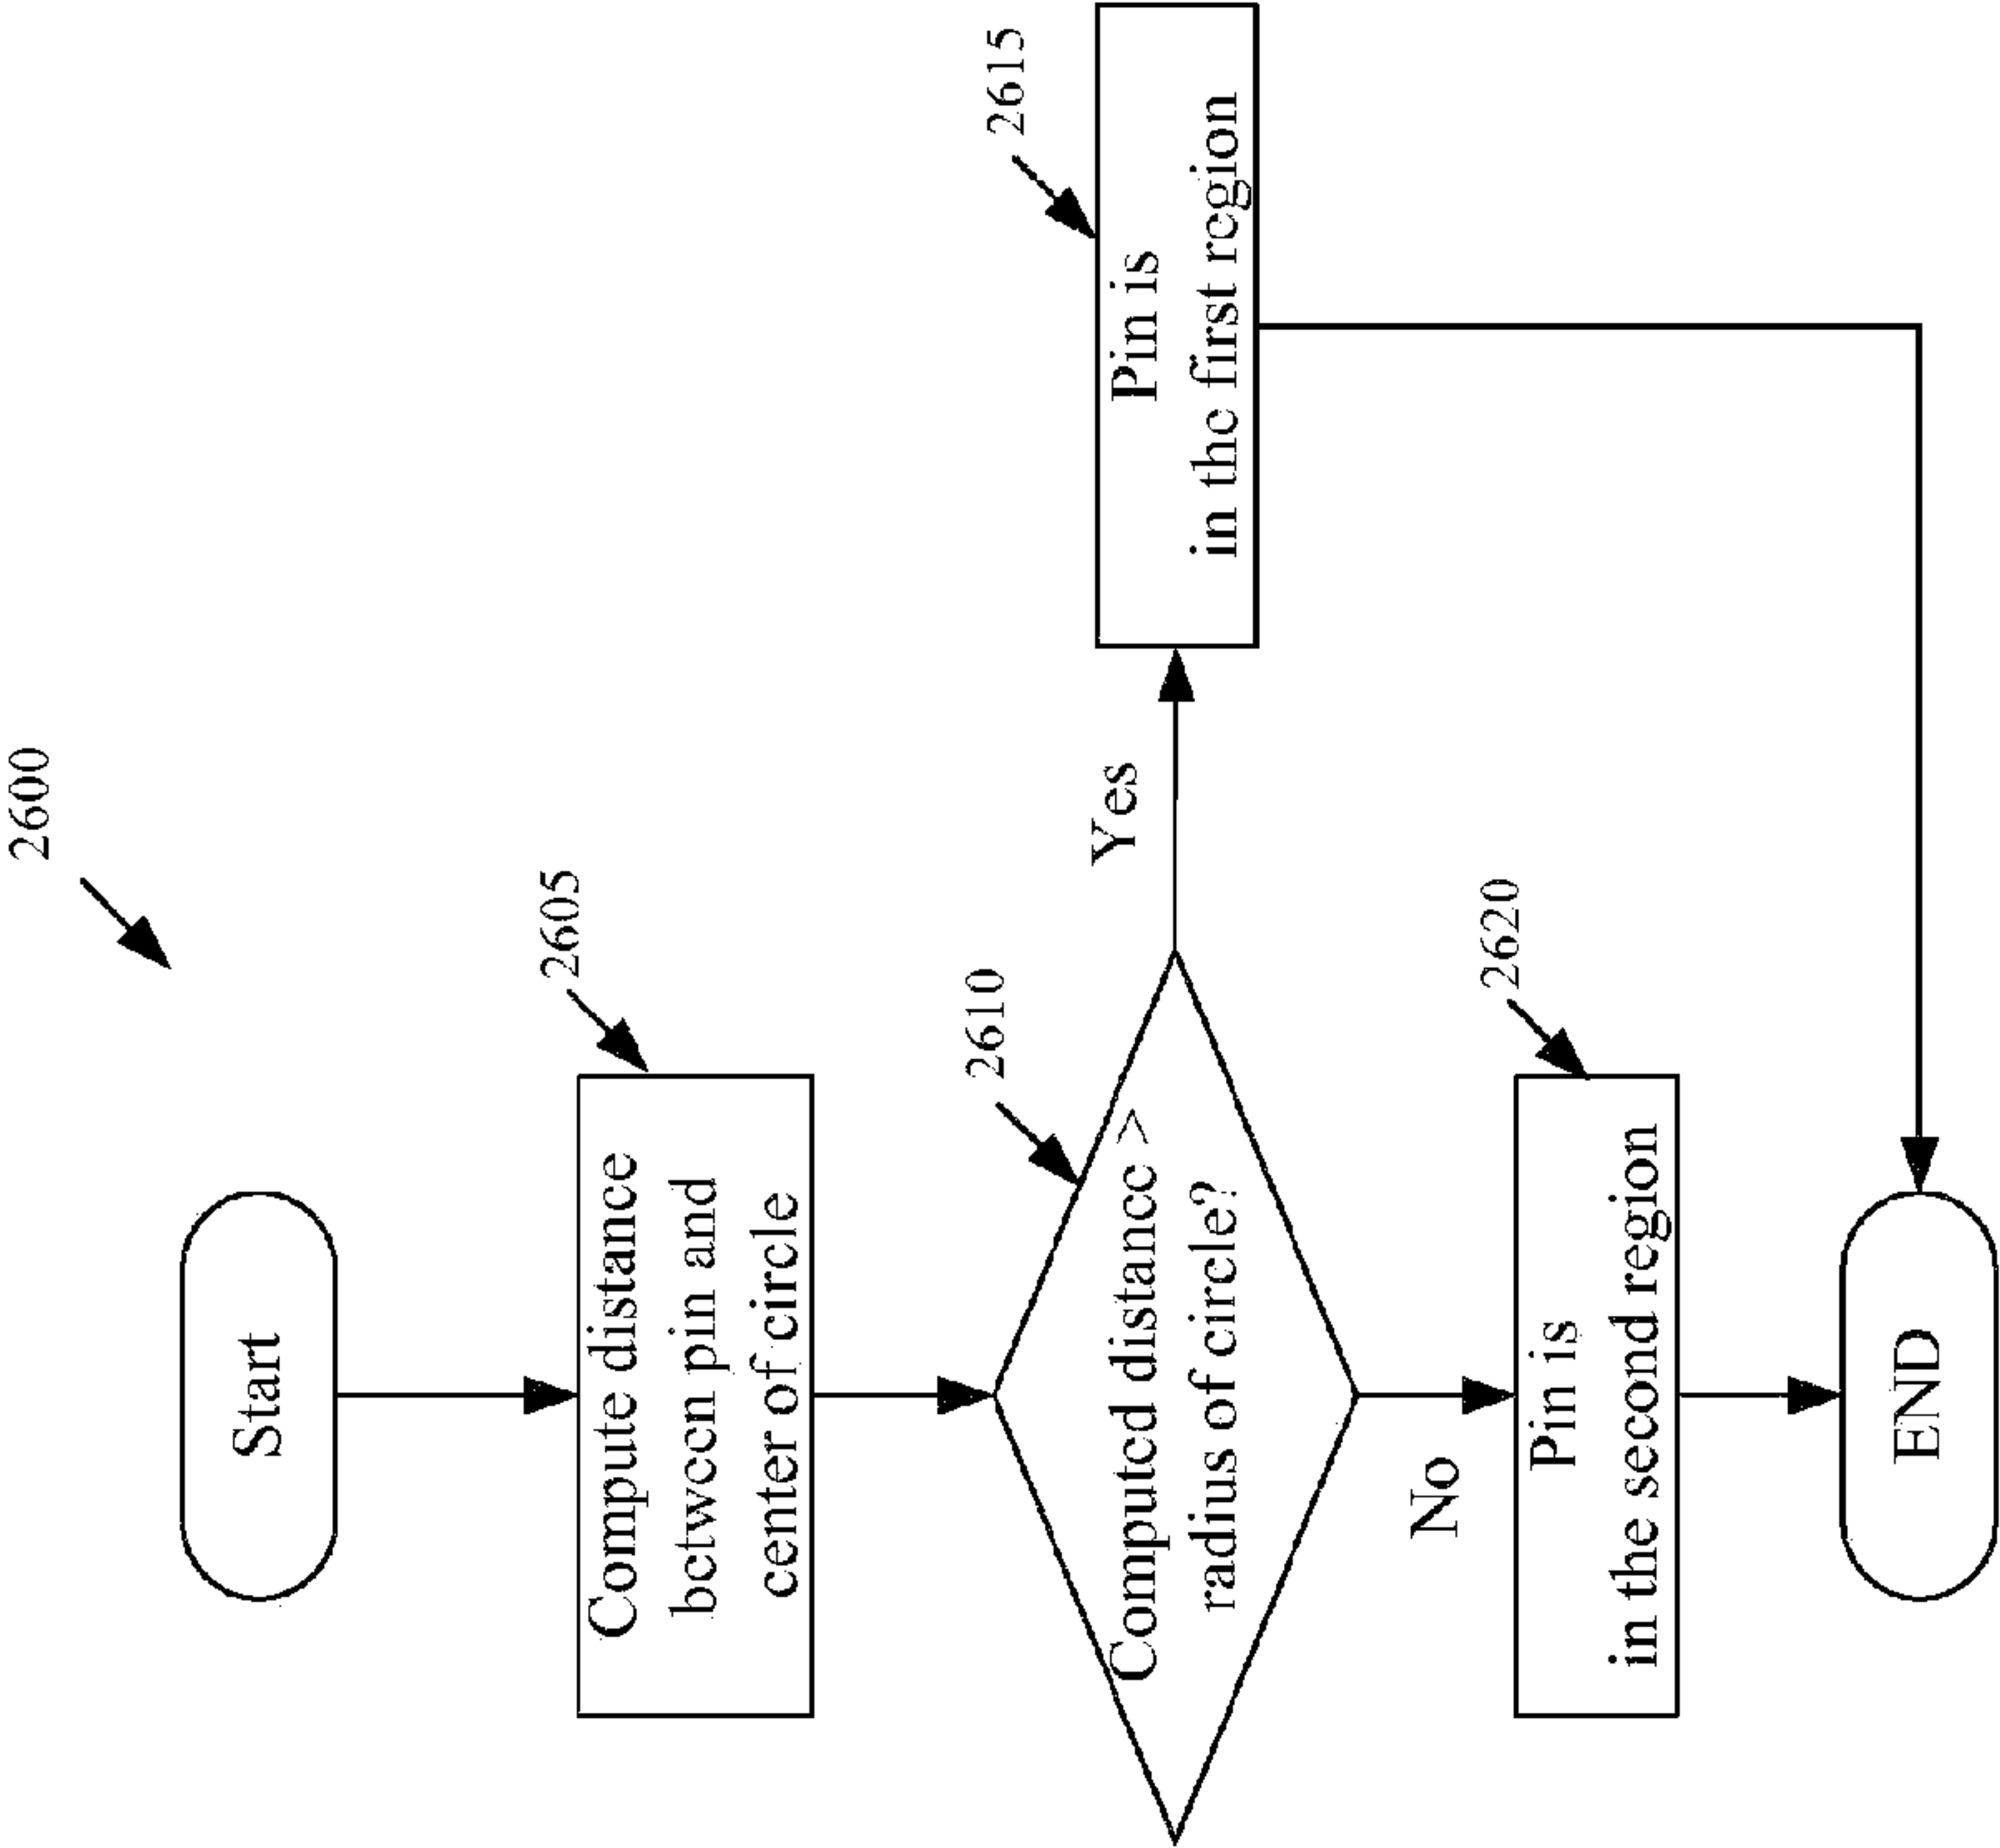 2600
Start
2605
Compute distance
between pin and
center of circle
2610
Computed distance >
radius of circle?
Yes
2615
Pin is
in the first region
No
2620
Pin is
in the second region
END